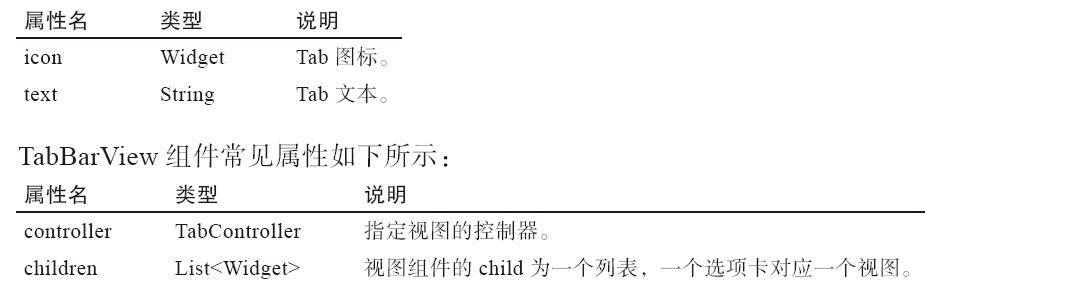 属性名 类型 说明
icon Widget Tab 图标。
text String Tab 文本。
TabBarView 组件常见属性如下所示：
属性名 类型 说明
controller TabController 指定视图的控制器。
children List<Widget> 视图组件的 child 为一个列表，一个选项卡对应一个视图。